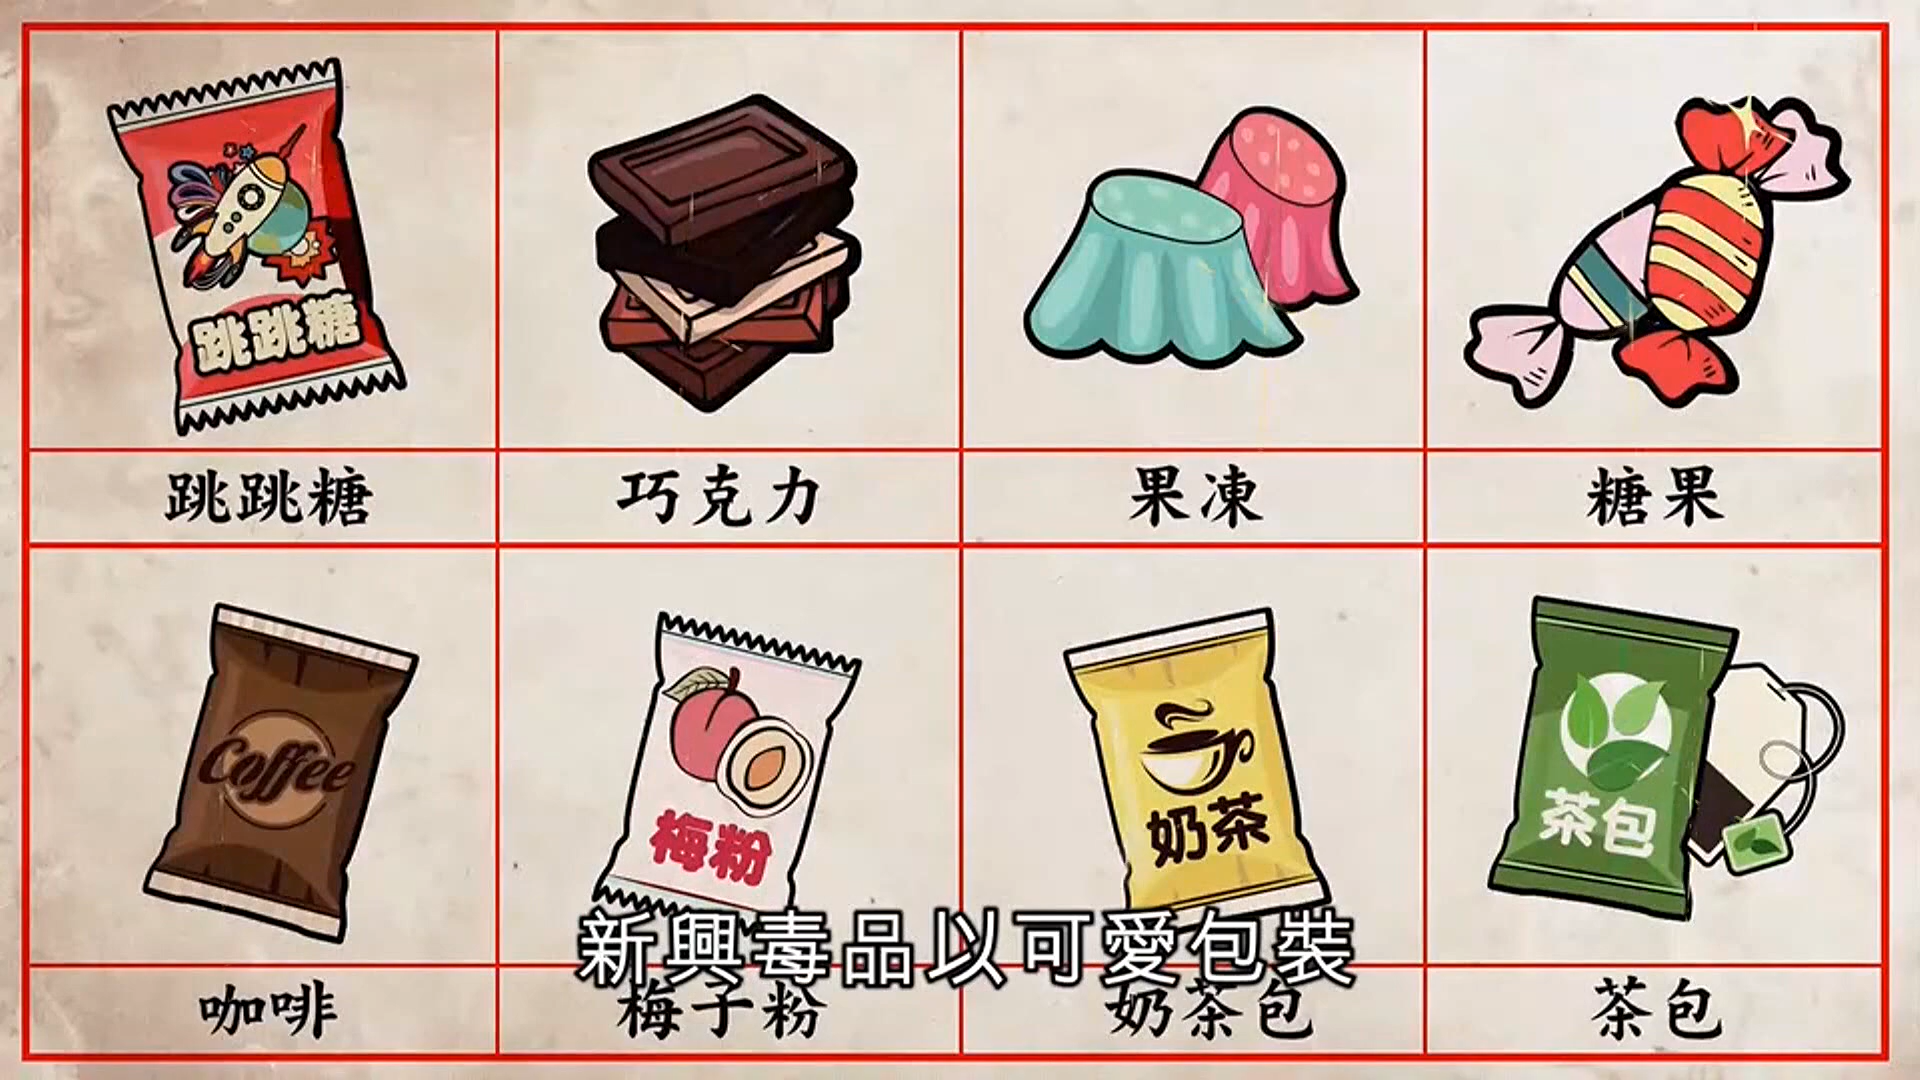 跳跳糖
跳跳糖
巧克力
果凍
糖果
Coffee
梅粉
奶茶
茶包
新興毒品以可愛包裝
咖啡
梅子粉
奶茶包
茶包